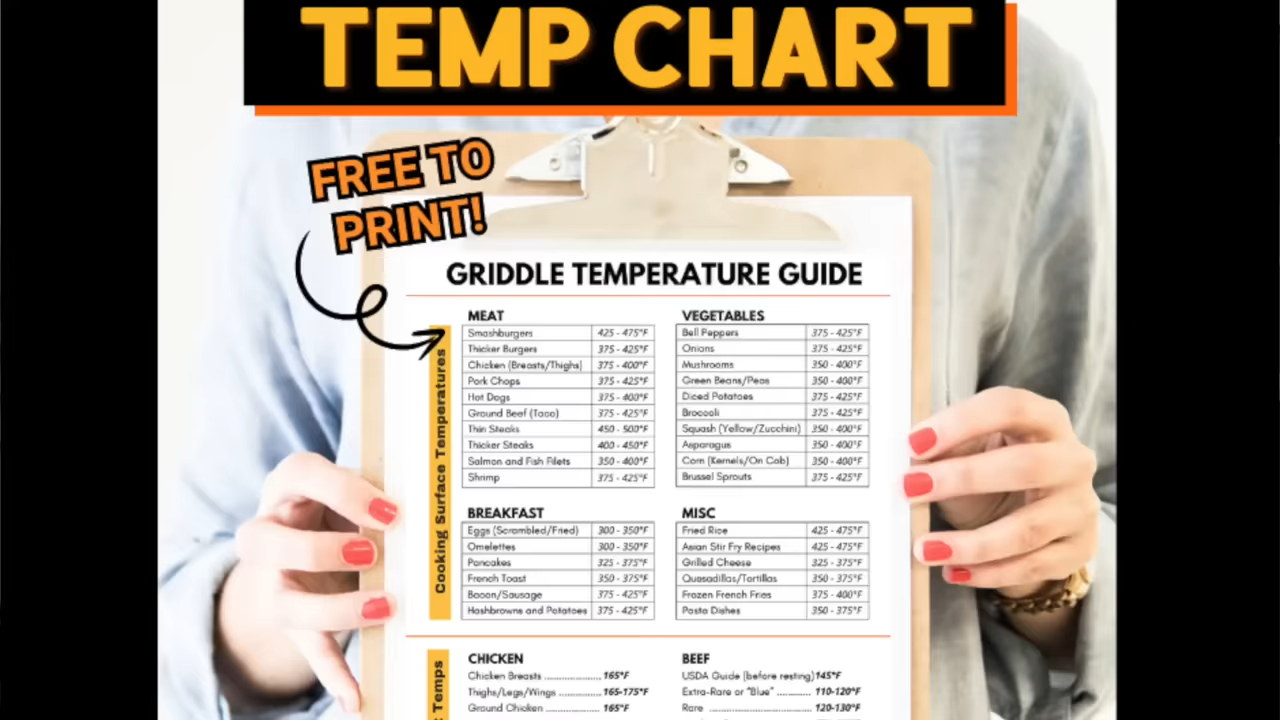 TEMP CHART
FREE TO
PRINT!
GRIDDLE TEMPERATURE GUIDE
Cooking Surface Temperatures
MEAT
Smashburgers 425 - 475°F
Thicker Burgers 375 - 425°F
Chicken (Breasts/Thighs) 375 - 400°F
Pork Chops 375 - 425°F
Hot Dogs 375 - 400°F
Ground Beef (Taco) 375 - 425°F
Thin Steaks 450 - 500°F
Thicker Steaks 400 - 450°F
Salmon and Fish Filets 350 - 400°F
Shrimp 375 - 425°F
VEGETABLES
Bell Peppers 375 - 425°F
Onions 375 - 425°F
Mushrooms 350 - 400°F
Green Beans/Peas 350 - 400°F
Diced Potatoes 375 - 425°F
Broccoli 375 - 425°F
Squash (Yellow/Zucchini) 350 - 400°F
Asparagus 350 - 400°F
Corn (Kernels/On Cob) 350 - 400°F
Brussel Sprouts 375 - 425°F
BREAKFAST
Eggs (Scrambled/Fried) 300 - 350°F
Omelettes 300 - 350°F
Pancakes 325 - 375°F
French Toast 350 - 375°F
Bacon/Sausage 375 - 425°F
Hashbrowns and Potatoes 375 - 425°F
MISC
Fried Rice 425 - 475°F
Asian Stir Fry Recipes 425 - 475°F
Grilled Cheese 325 - 375°F
Quesadillas/Tortillas 350 - 375°F
Frozen French Fries 375 - 400°F
Pasta Dishes 350 - 375°F
Temps
CHICKEN
Chicken Breasts ........................ 165°F
Thighs/Legs/Wings ............. 165-175°F
Ground Chicken ................... 165°F
BEEF
USDA Guide (before resting) 145°F
Extra-Rare or "Blue" ........... 110-120°F
Rare ................................. 120-130°F